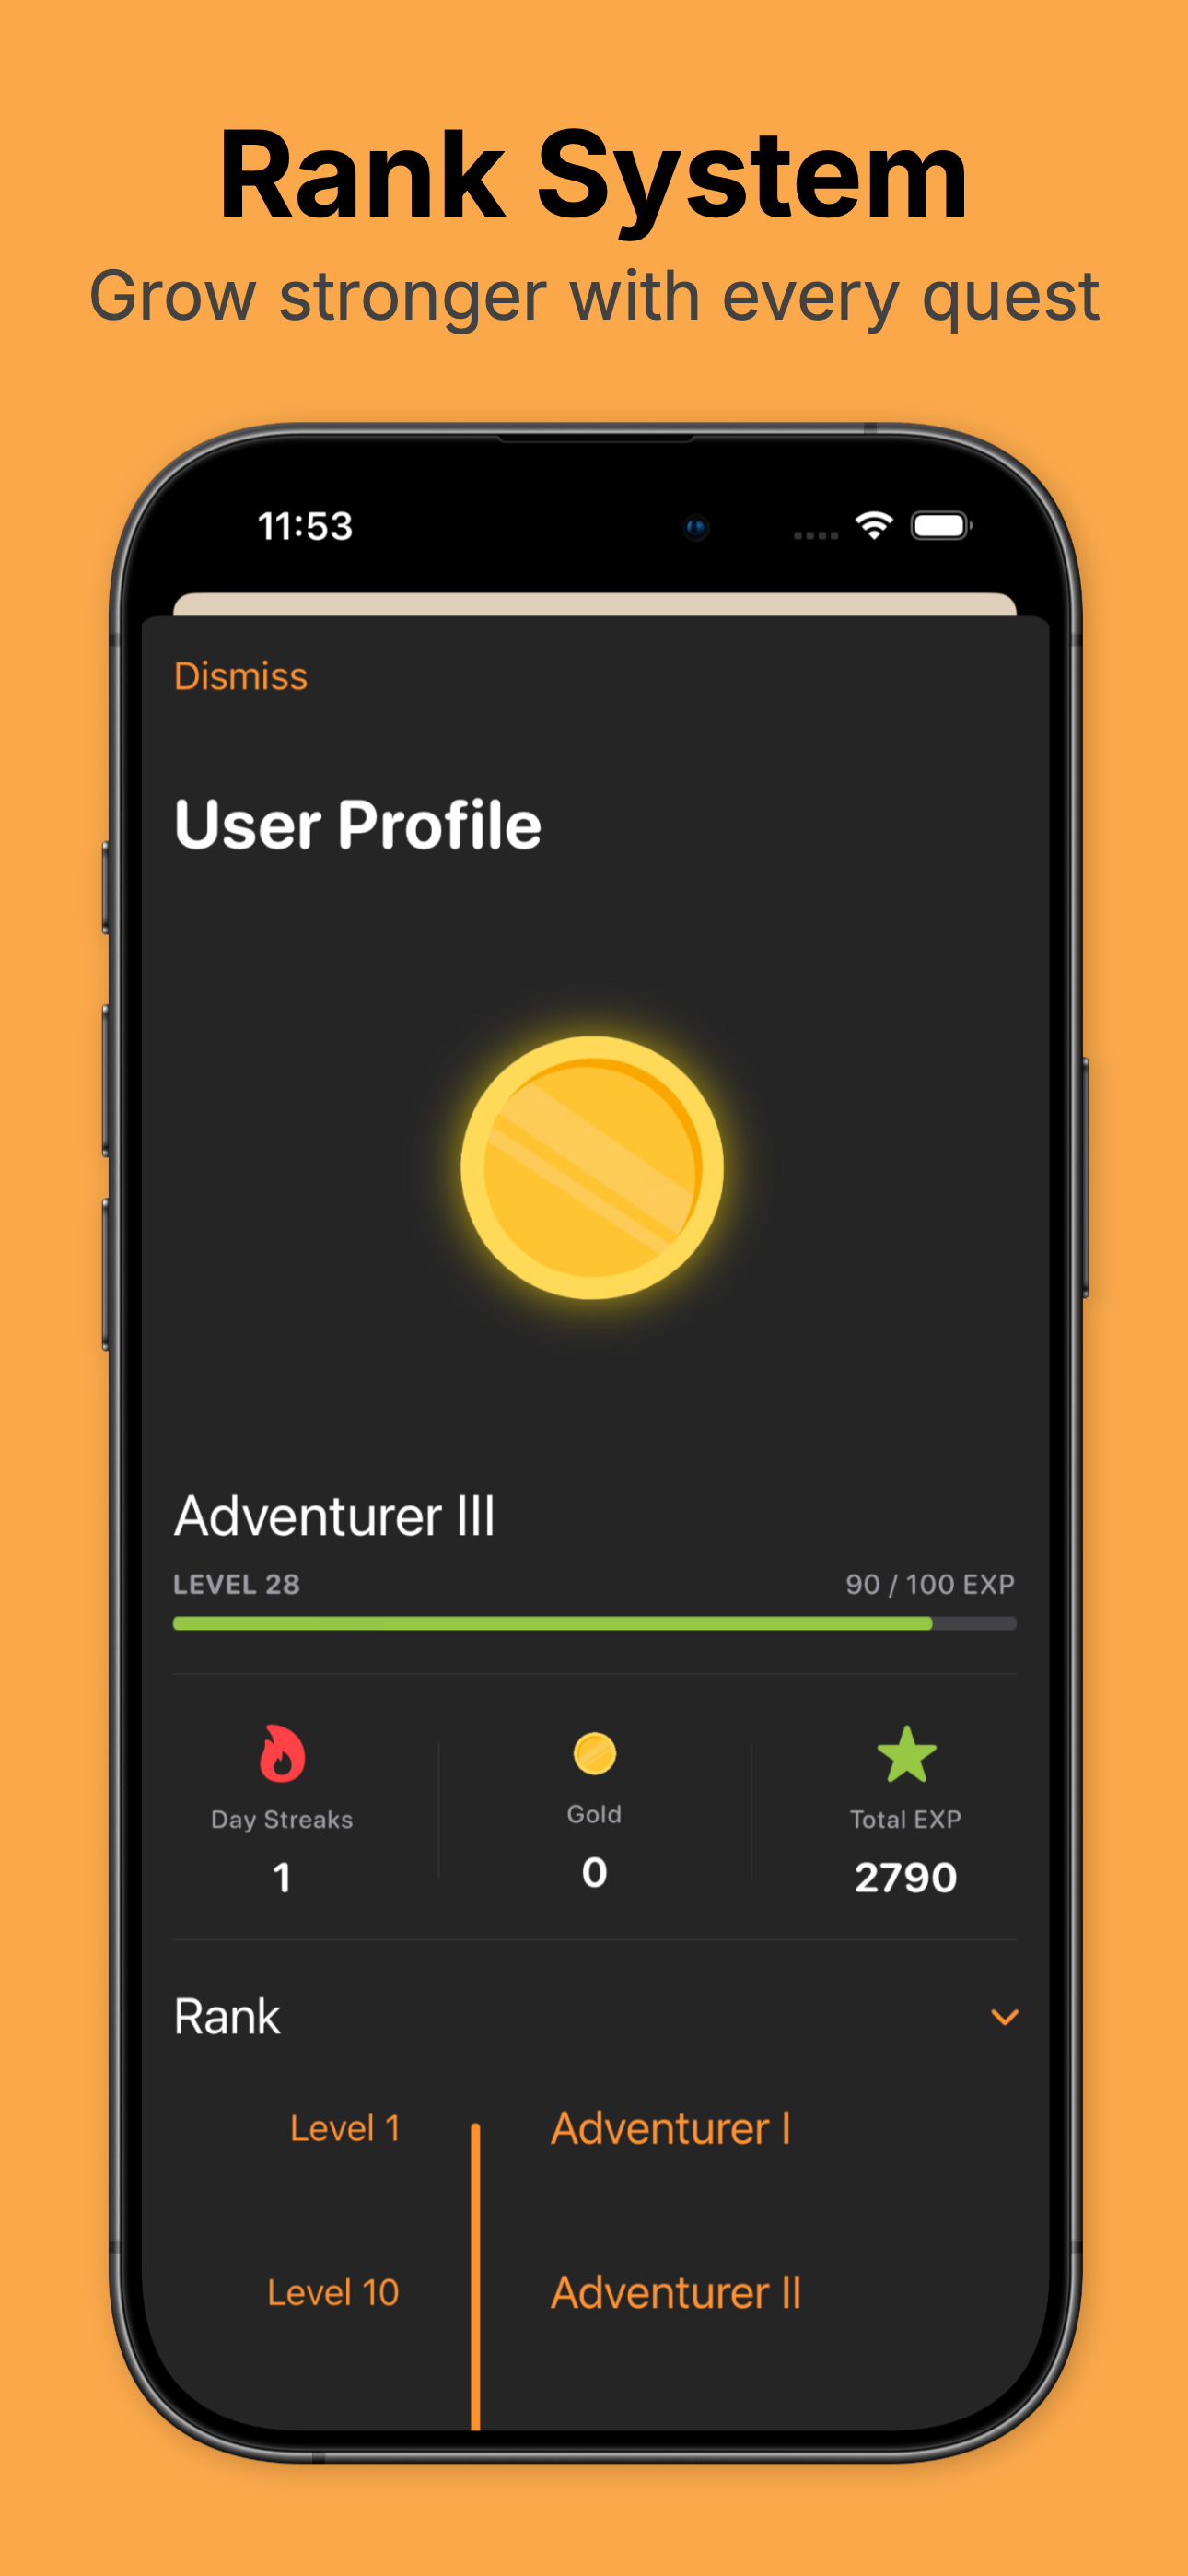 Rank System
Grow stronger with every quest
11:53
Dismiss
User Profile
Adventurer III
LEVEL 28
90 / 100 EXP
Day Streaks
Gold
Total EXP
1
0
2790
Rank
Level 1
Adventurer I
Level 10
Adventurer II